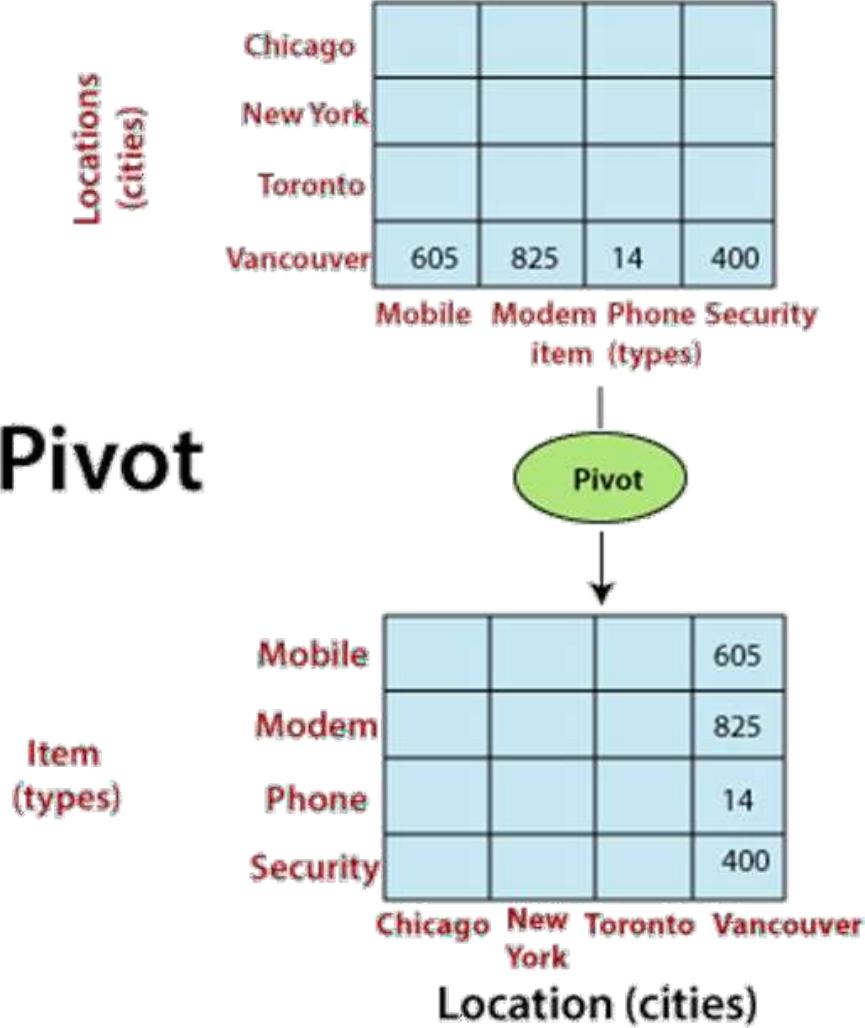 Locations
(cities)
Chicago
New York
Toronto
Vancouver 605 825 14 400
Mobile Modem Phone Security
item (types)
Pivot
Pivot
Item
(types)
Mobile 605
Modem 825
Phone 14
Security 400
Chicago New York Toronto Vancouver
Location (cities)